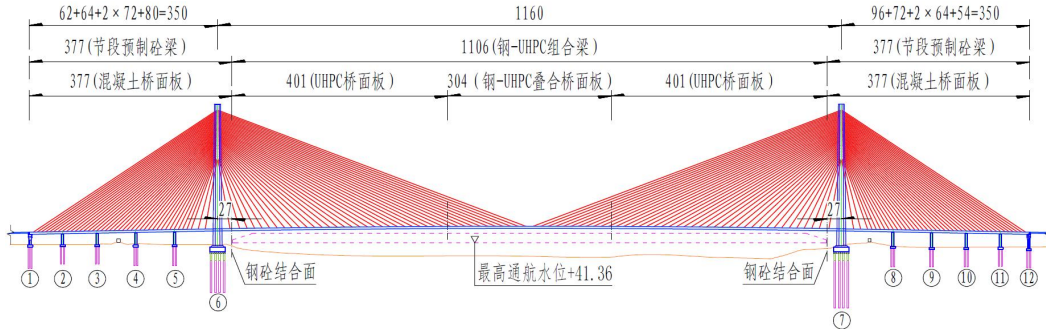 62+64+2×72+80=350 1160 96+72+2×64+54=350
377(节段预制砼梁) 1106(钢-UHPC组合梁) 377(节段预制砼梁)
377(混凝土桥面板) 401(UHPC桥面板) 304(钢-UHPC叠合桥面板) 401(UHPC桥面板) 377(混凝土桥面板)
27 27
钢砼结合面 最高通航水位+41.36 钢砼结合面
① ② ③ ④ ⑤ ⑥ ⑦ ⑧ ⑨ ⑩ ⑪ ⑫